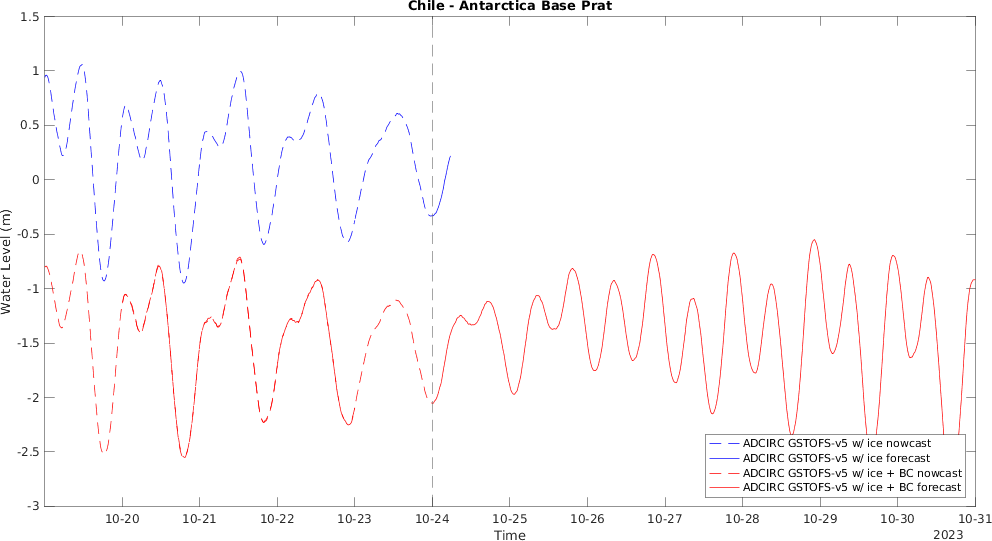 Chile - Antarctica Base Prat
1.5
1
0.5
0
-0.5
-1
-1.5
-2
-2.5
-3
Water Level (m)
ADCIRC GSTOFS-v5 w/ ice nowcast
ADCIRC GSTOFS-v5 w/ ice forecast
ADCIRC GSTOFS-v5 w/ ice + BC nowcast
ADCIRC GSTOFS-v5 w/ ice + BC forecast
10-20 10-21 10-22 10-23 10-24 10-25 10-26 10-27 10-28 10-29 10-30 10-31
Time
2023